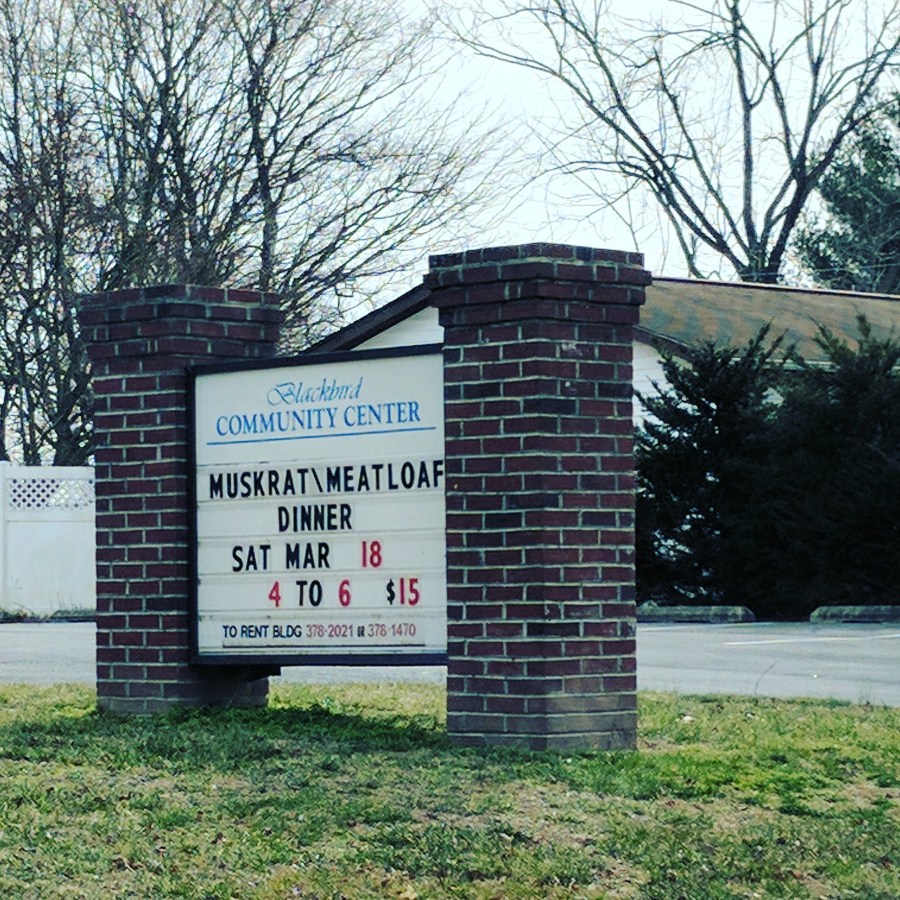 Blackbird
COMMUNITY CENTER
MUSKRAT\MEATLOAF
DINNER
SAT MAR 18
4 TO 6 $15
TO RENT BLDG 378-2021 OR 378-1470